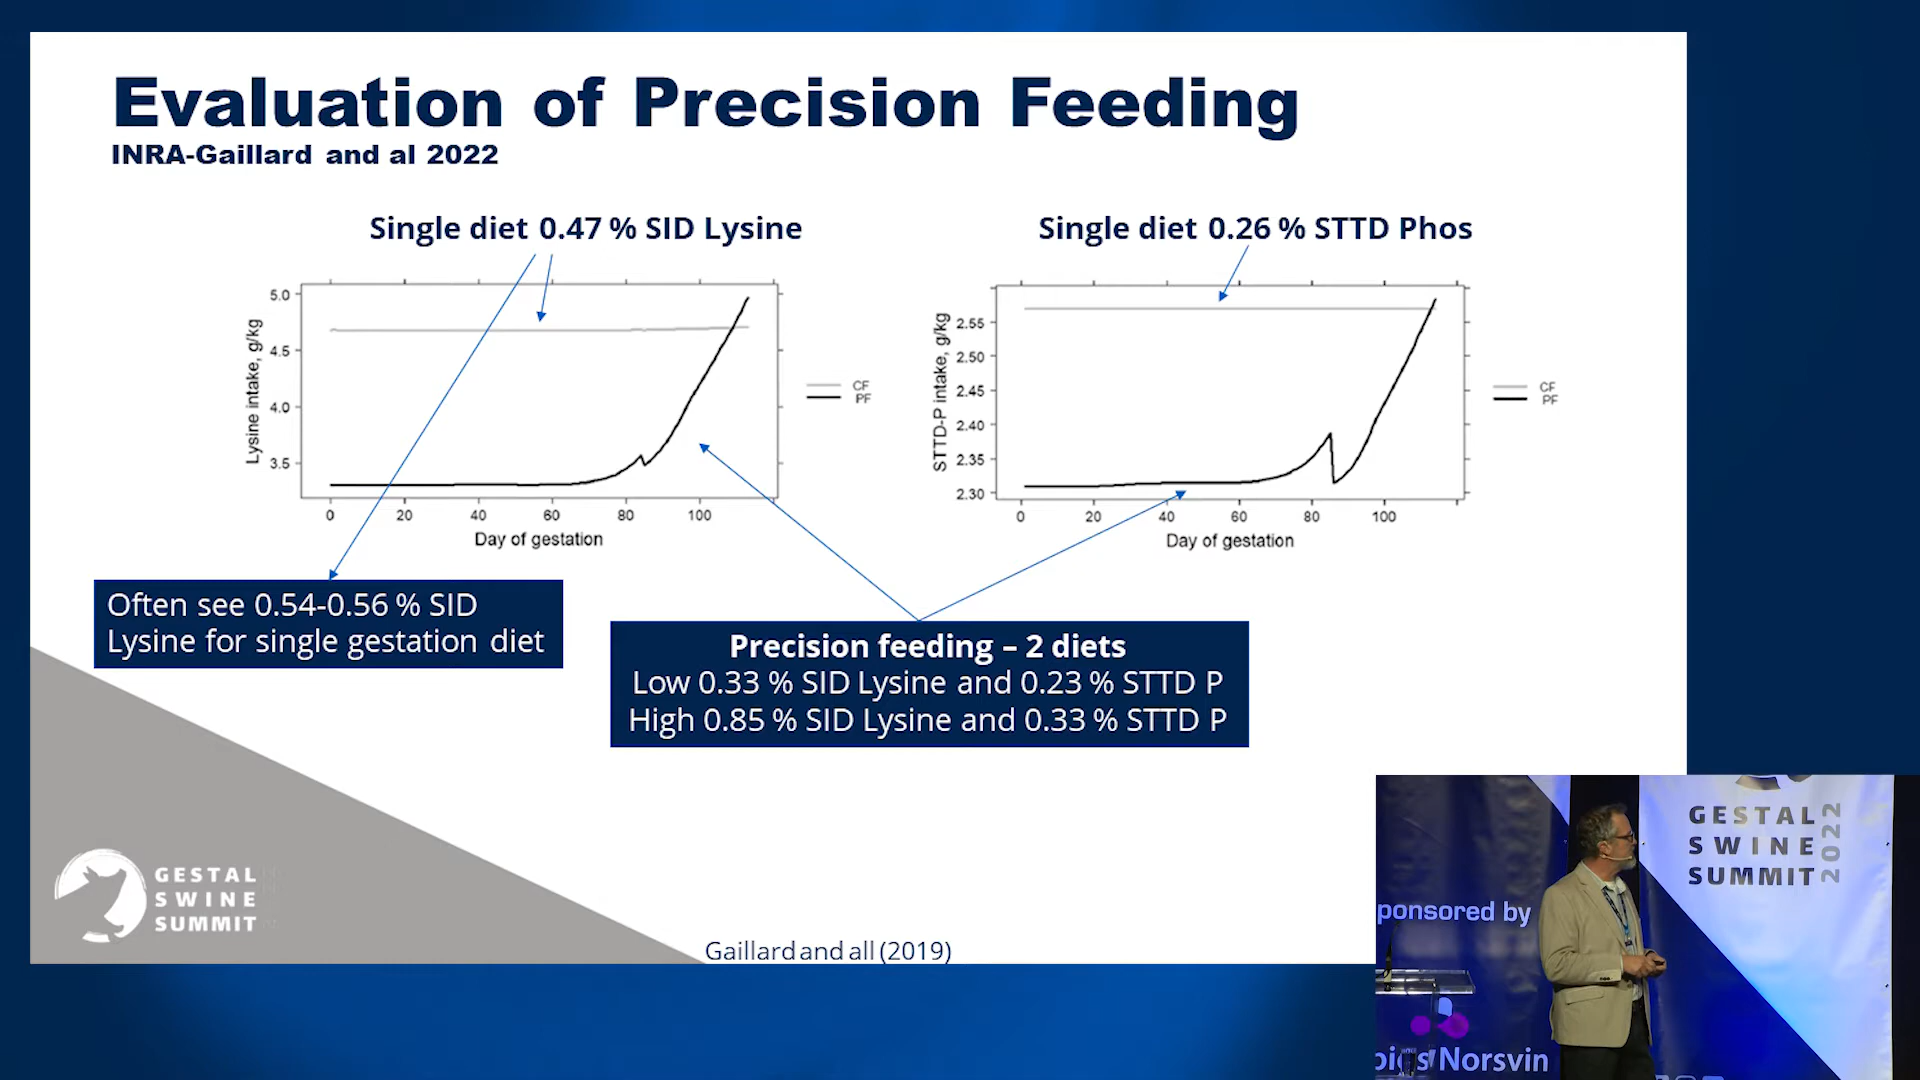 Evaluation of Precision Feeding
INRA-Gaillard and al 2022
Single diet 0.47 % SID Lysine
Single diet 0.26 % STTD Phos
5.0
4.5
4.0
3.5
Lysine intake, g/kg
0 20 40 60 80 100
Day of gestation
CF
PF
2.55
2.50
2.45
2.40
2.35
2.30
STTD-P intake, g/kg
0 20 40 60 80 100
Day of gestation
CF
PF
Often see 0.54-0.56 % SID
Lysine for single gestation diet
Precision feeding – 2 diets
Low 0.33 % SID Lysine and 0.23 % STTD P
High 0.85 % SID Lysine and 0.33 % STTD P
GESTAL
SWINE
SUMMIT
Gaillard and all (2019)
GESTAL
SWINE
SUMMIT
2022
ponsored by
pigs Norsvin